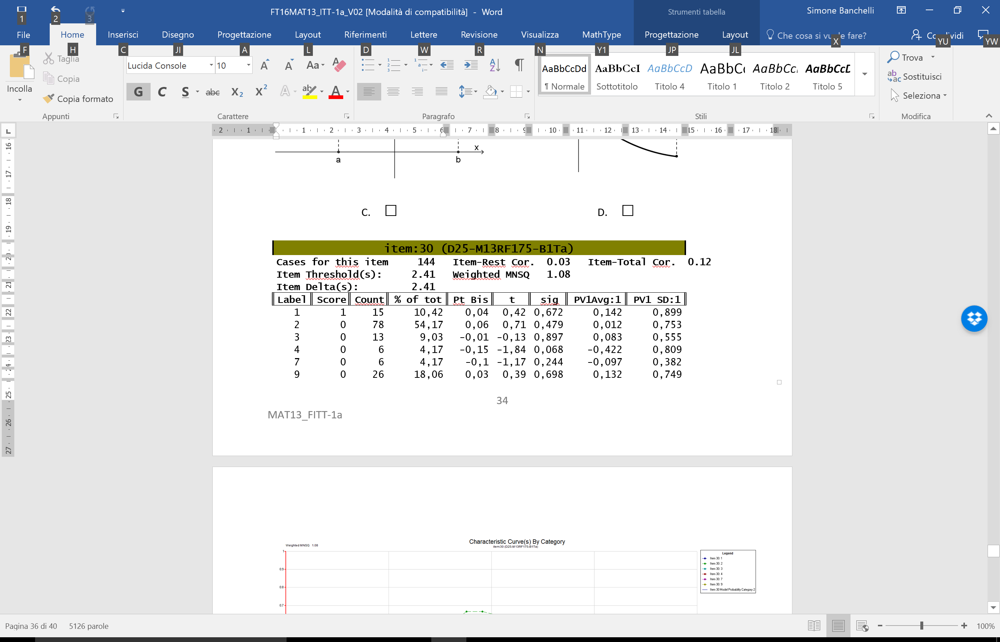 FT16MAT13_ITT-1a_V02 [Modalità di compatibilità] - Word
Strumenti tabella
Simone Banchelli
1 2 3
File Home Inserisci Disegno Progettazione Layout Riferimenti Lettere Revisione Visualizza MathType Progettazione Layout Che cosa si vuole fare? Condividi
F H C JI A L D W R N Y1 JP JL X YU YW
Incolla
Taglia
Copia
Copia formato
Appunti
Lucida Console 10
G C S abc X2 X2
Carattere
Paragrafo
AaBbCcDd AaBbCcI AaBbCcD AaBbC AaBbCc AaBbCcD
¶ Normale Sottotitolo Titolo 4 Titolo 1 Titolo 2 Titolo 5
Stili
Trova
Sostituisci
Seleziona
Modifica
2 1 1 2 3 4 5 6 7 8 9 10 11 12 13 14 15 16 17 18
16 17 18 19 20 21 22 23 24 25 26 27
x
a b
C. D.
item:30 (D25-M13RF175-B1Ta)
Cases for this item 144 Item-Rest Cor. 0.03 Item-Total Cor. 0.12
Item Threshold(s): 2.41 Weighted MNSQ 1.08
Item Delta(s): 2.41
Label Score Count % of tot Pt Bis t sig PV1Avg:1 PV1 SD:1
1 1 15 10,42 0,04 0,42 0,672 0,142 0,899
2 0 78 54,17 0,06 0,71 0,479 0,012 0,753
3 0 13 9,03 -0,01 -0,13 0,897 0,083 0,555
4 0 6 4,17 -0,15 -1,84 0,068 -0,422 0,809
7 0 6 4,17 -0,1 -1,17 0,244 -0,097 0,382
9 0 26 18,06 0,03 0,39 0,698 0,132 0,749
34
MAT13_FITT-1a
Characteristic Curve(s) By Category
item:30 (D25-M13RF175-B1Ta)
Weighted MNSQ 1.08
1
0.9
0.8
0.7
Legend
Item 30: 1
Item 30: 2
Item 30: 3
Item 30: 4
Item 30: 7
Item 30: 9
Item 30 Model Probability Category 2
Pagina 36 di 40 5126 parole
100%